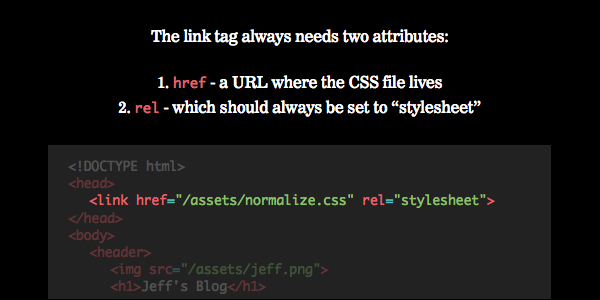 The link tag always needs two attributes:
1. href - a URL where the CSS file lives
2. rel - which should always be set to “stylesheet”
<!DOCTYPE html>
<head>
<link href="/assets/normalize.css" rel="stylesheet">
</head>
<body>
<header>
<img src="/assets/jeff.png">
<h1>Jeff's Blog</h1>